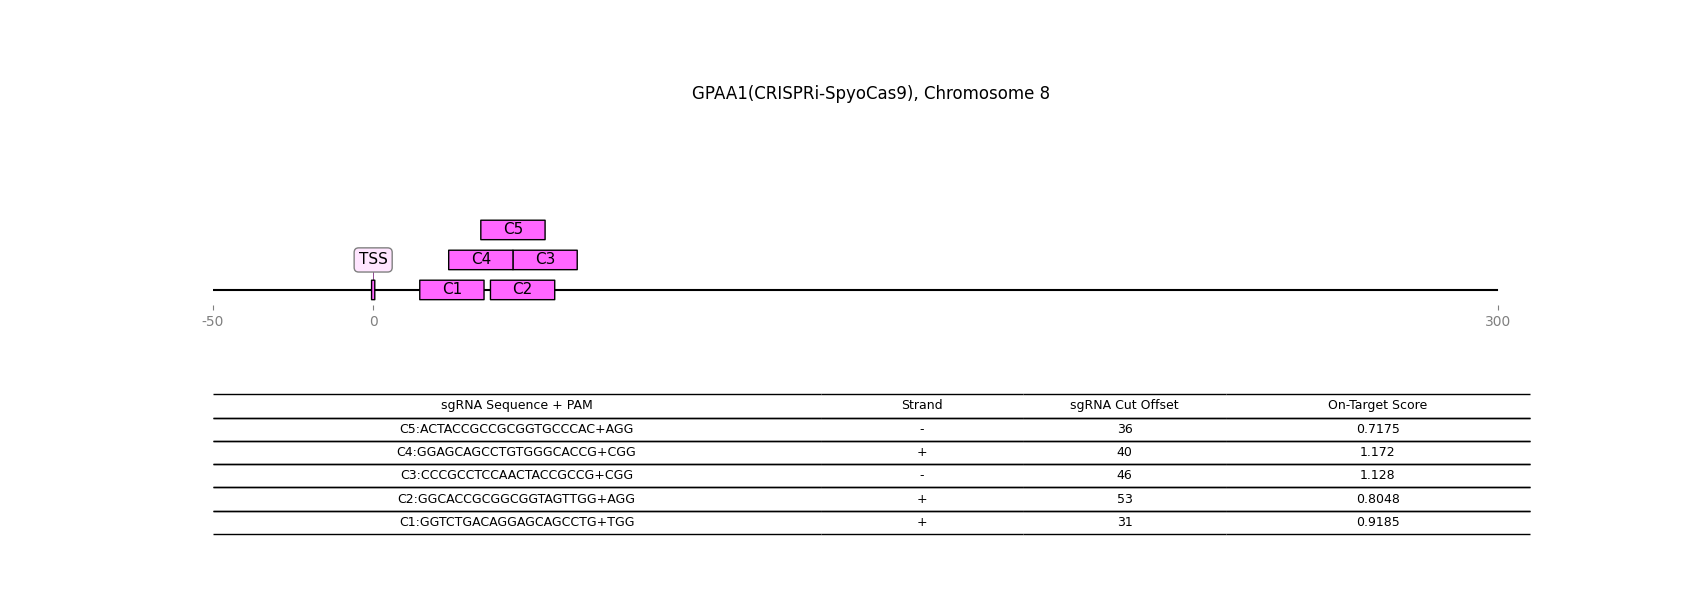 GPAA1(CRISPRi-SpyoCas9), Chromosome 8
C5
TSS C4 C3
C1 C2
-50 0 300
sgRNA Sequence + PAM Strand sgRNA Cut Offset On-Target Score
C5:ACTACCGCCGCGGTGCCCAC+AGG - 36 0.7175
C4:GGAGCAGCCTGTGGGCACCG+CGG + 40 1.172
C3:CCCGCCTCCAACTACCGCCG+CGG - 46 1.128
C2:GGCACCGCGGCGGTAGTTGG+AGG + 53 0.8048
C1:GGTCTGACAGGAGCAGCCTG+TGG + 31 0.9185